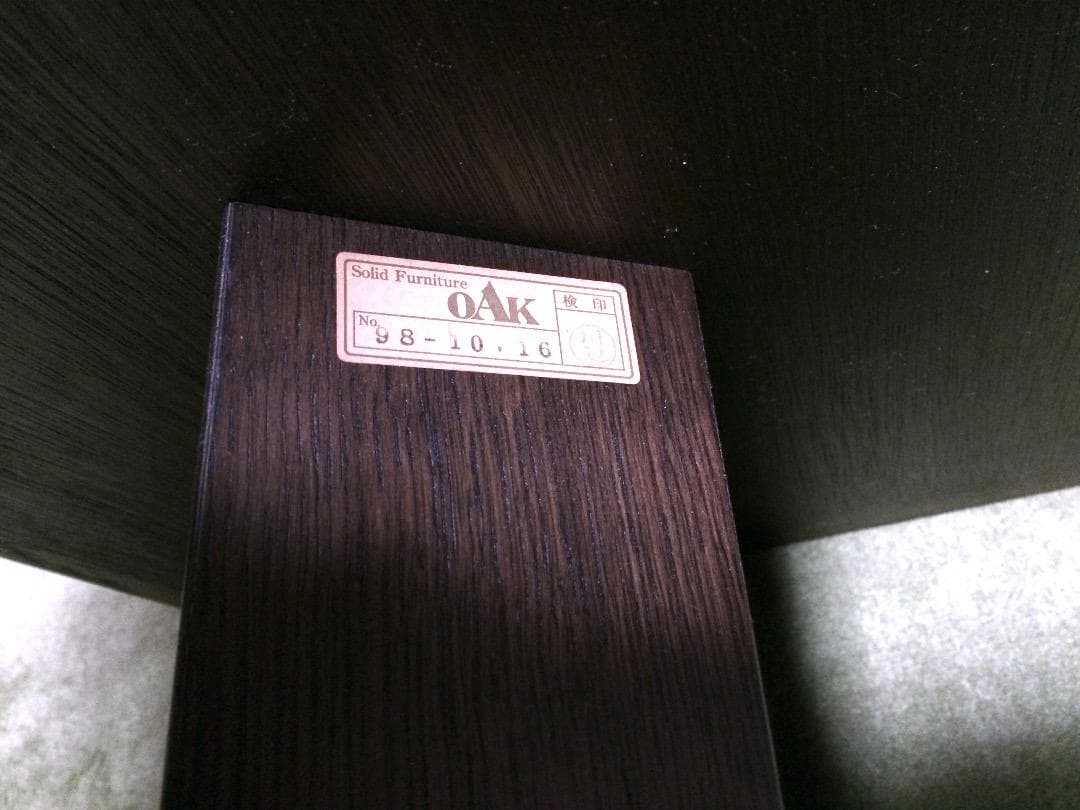 Solid Furniture
OAK
検印
No. 98-10.16